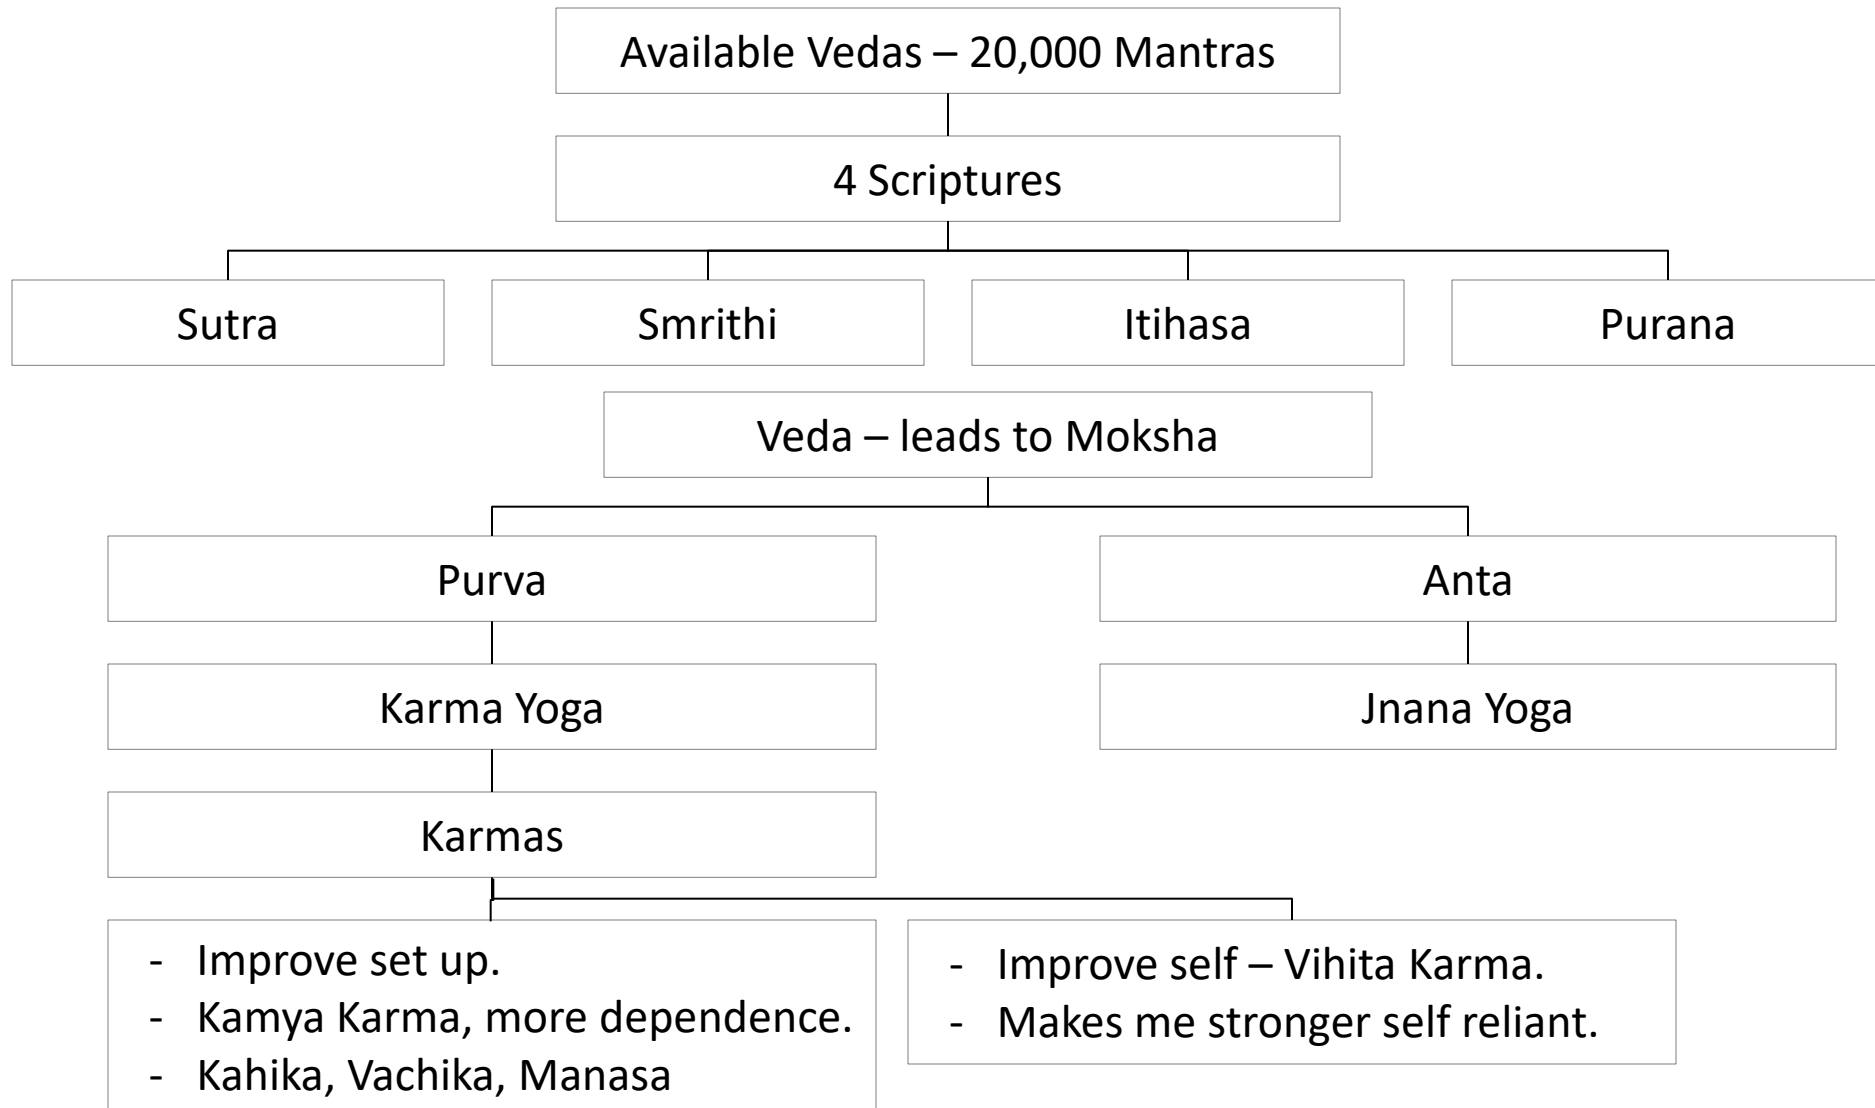 Available Vedas – 20,000 Mantras
4 Scriptures
Sutra
Smrithi
Itihasa
Purana
Veda – leads to Moksha
Purva
Anta
Karma Yoga
Jnana Yoga
Karmas
- Improve set up.
- Kamya Karma, more dependence.
- Kahika, Vachika, Manasa
- Improve self – Vihita Karma.
- Makes me stronger self reliant.